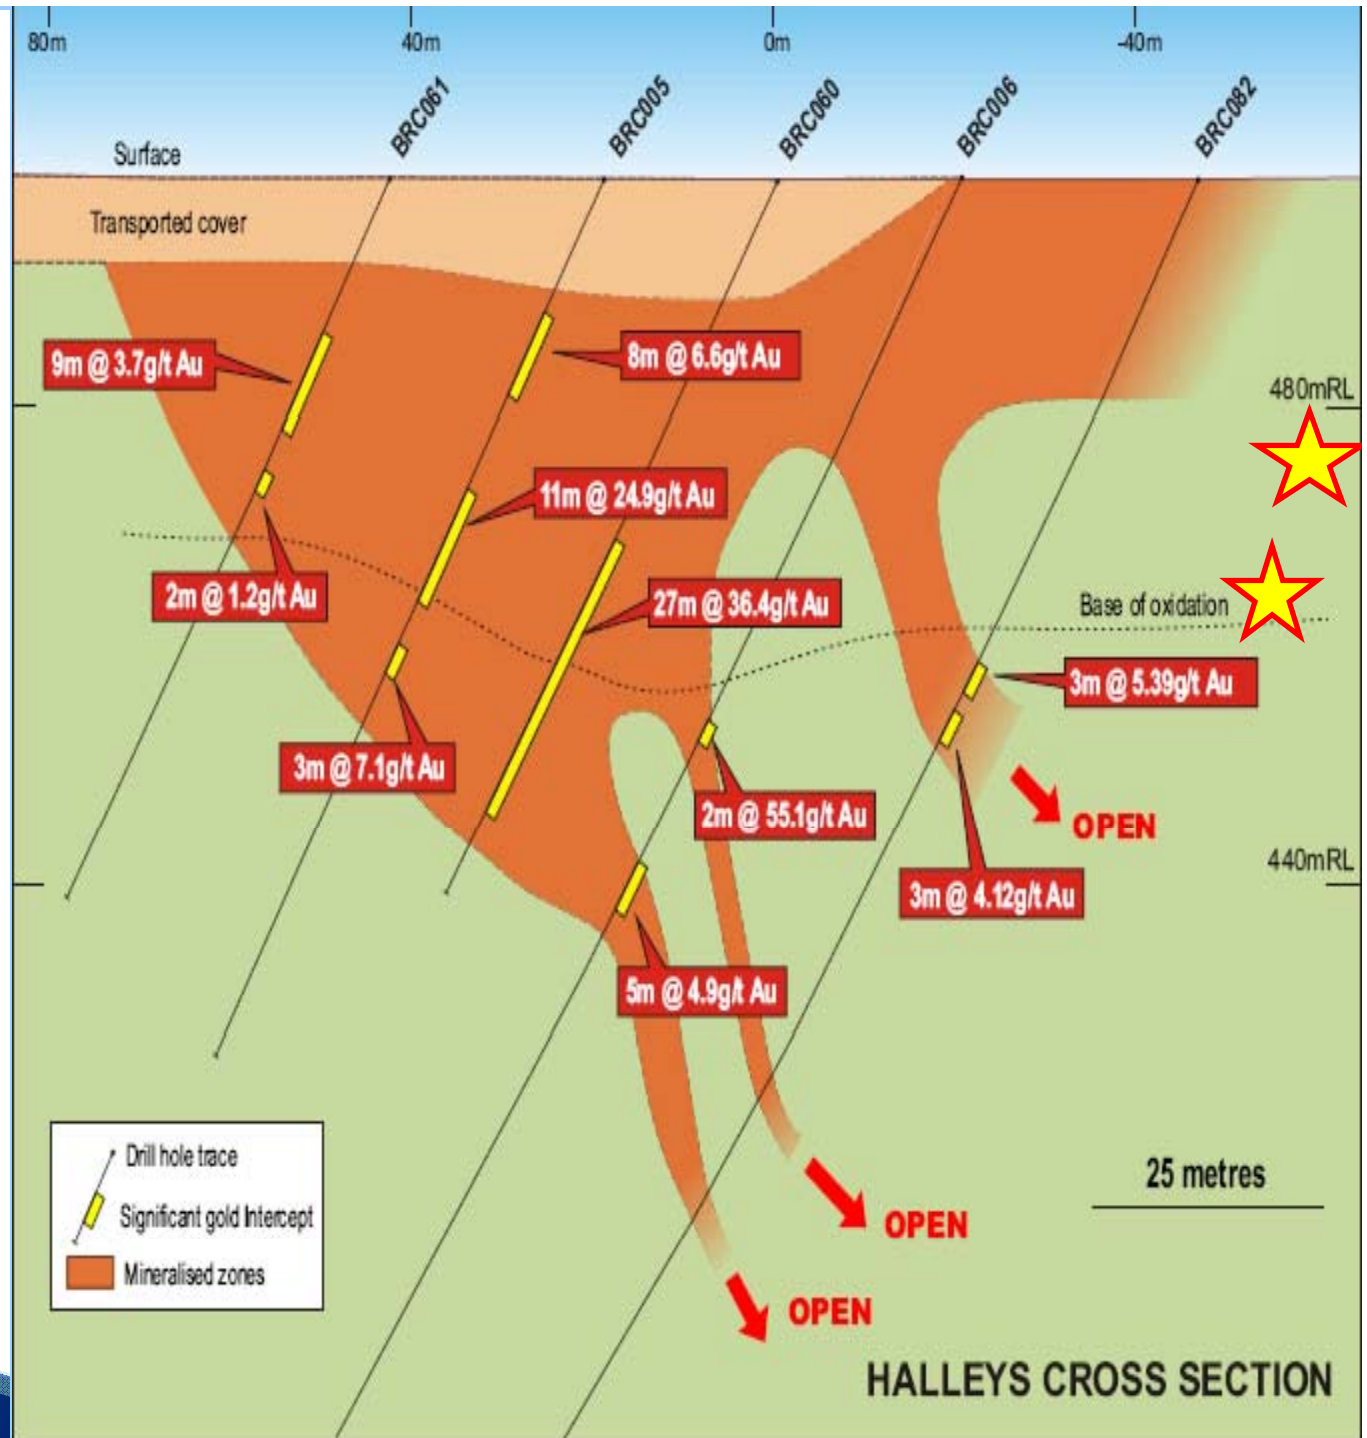 80m
40m
0m
-40m
BRC061
BRC005
BRC060
BRC006
BRC082
Surface
Transported cover
9m @ 3.7g/t Au
8m @ 6.6g/t Au
480mRL
11m @ 24.9g/t Au
2m @ 1.2g/t Au
27m @ 36.4g/t Au
Base of oxidation
3m @ 5.39g/t Au
3m @ 7.1g/t Au
2m @ 55.1g/t Au
OPEN
440mRL
3m @ 4.12g/t Au
5m @ 4.9g/t Au
Drill hole trace
Significant gold Intercept
Mineralised zones
25 metres
OPEN
OPEN
HALLEYS CROSS SECTION